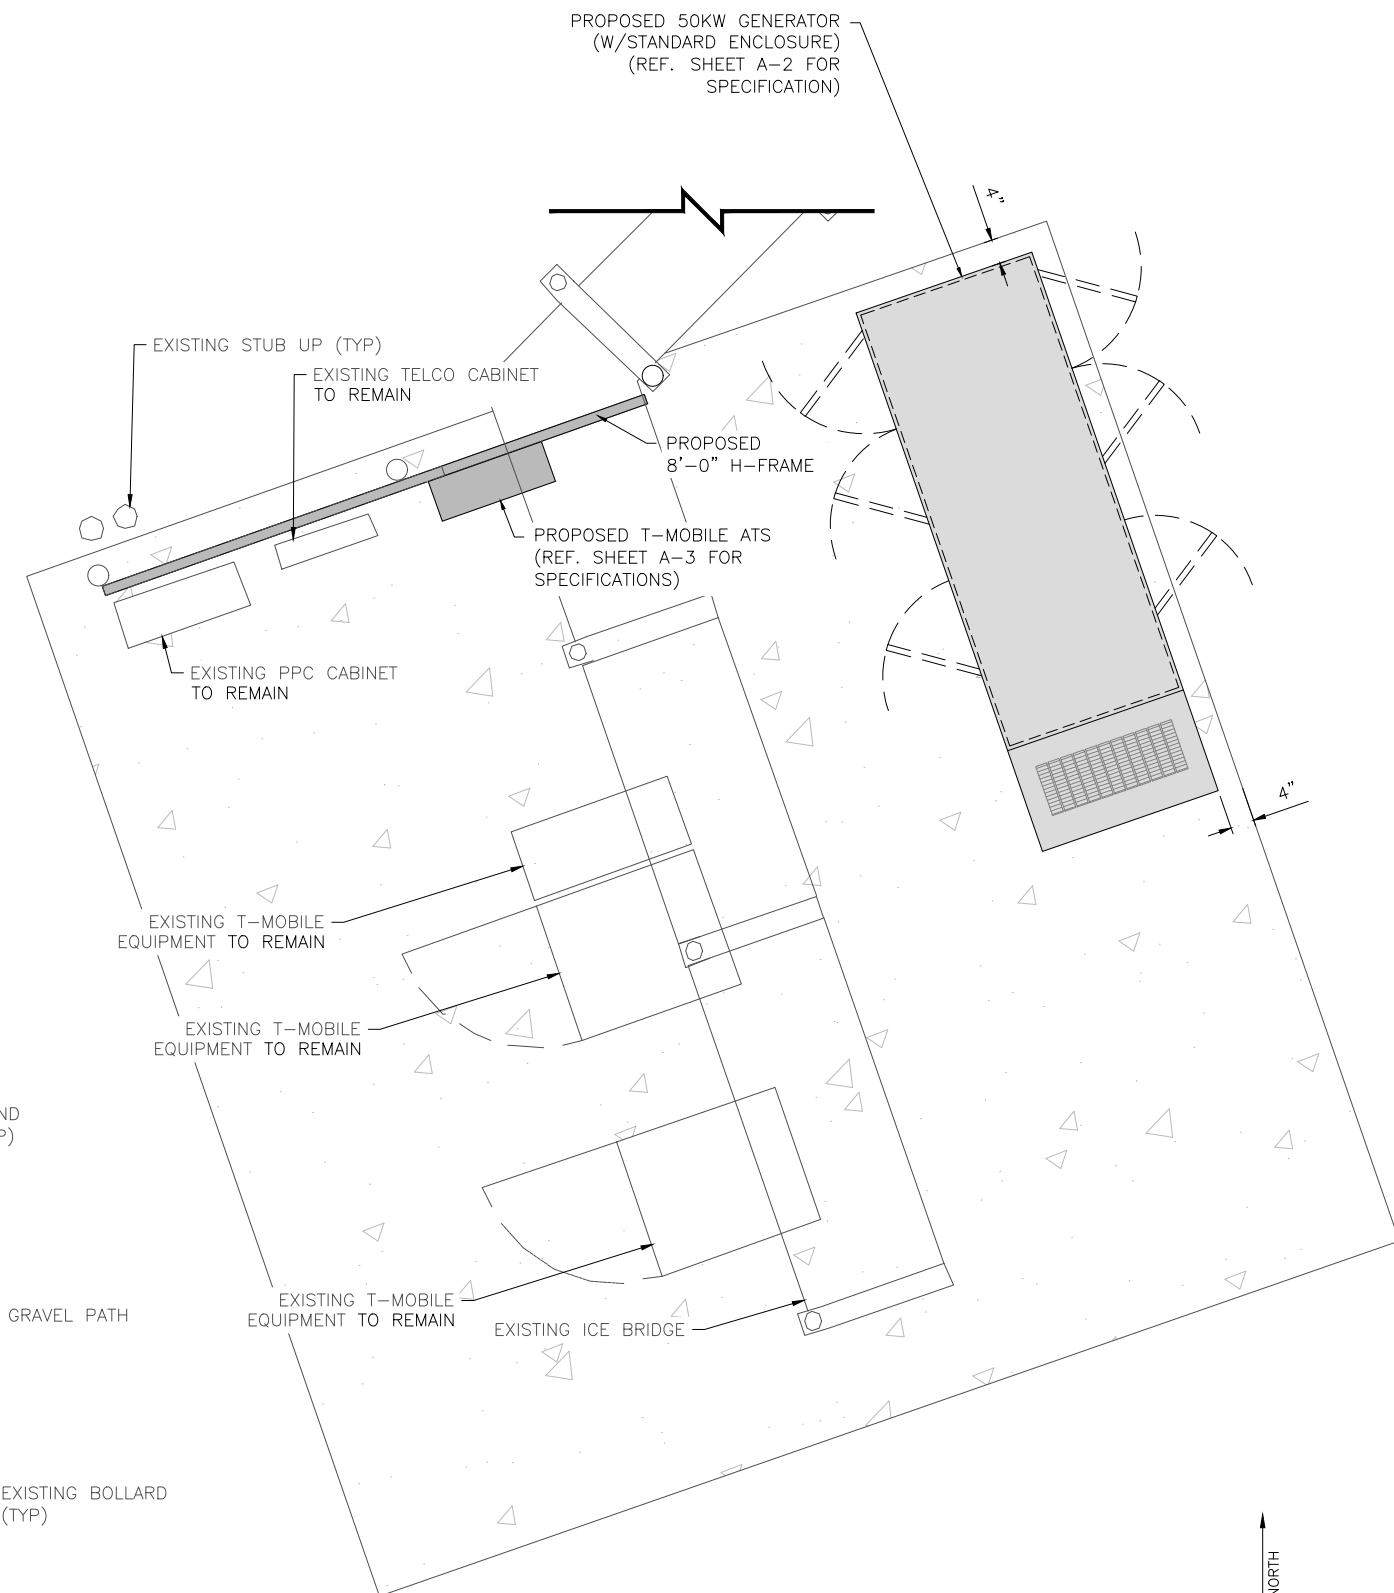 PROPOSED 50KW GENERATOR
(W/STANDARD ENCLOSURE)
(REF. SHEET A-2 FOR
SPECIFICATION)
4"
EXISTING STUB UP (TYP)
EXISTING TELCO CABINET
TO REMAIN
PROPOSED
8'-0" H-FRAME
PROPOSED T-MOBILE ATS
(REF. SHEET A-3 FOR
SPECIFICATIONS)
EXISTING PPC CABINET
TO REMAIN
4"
EXISTING T-MOBILE
EQUIPMENT TO REMAIN
EXISTING T-MOBILE
EQUIPMENT TO REMAIN
ND
P)
EXISTING T-MOBILE
EQUIPMENT TO REMAIN
GRAVEL PATH
EXISTING ICE BRIDGE
EXISTING BOLLARD
(TYP)
NORTH